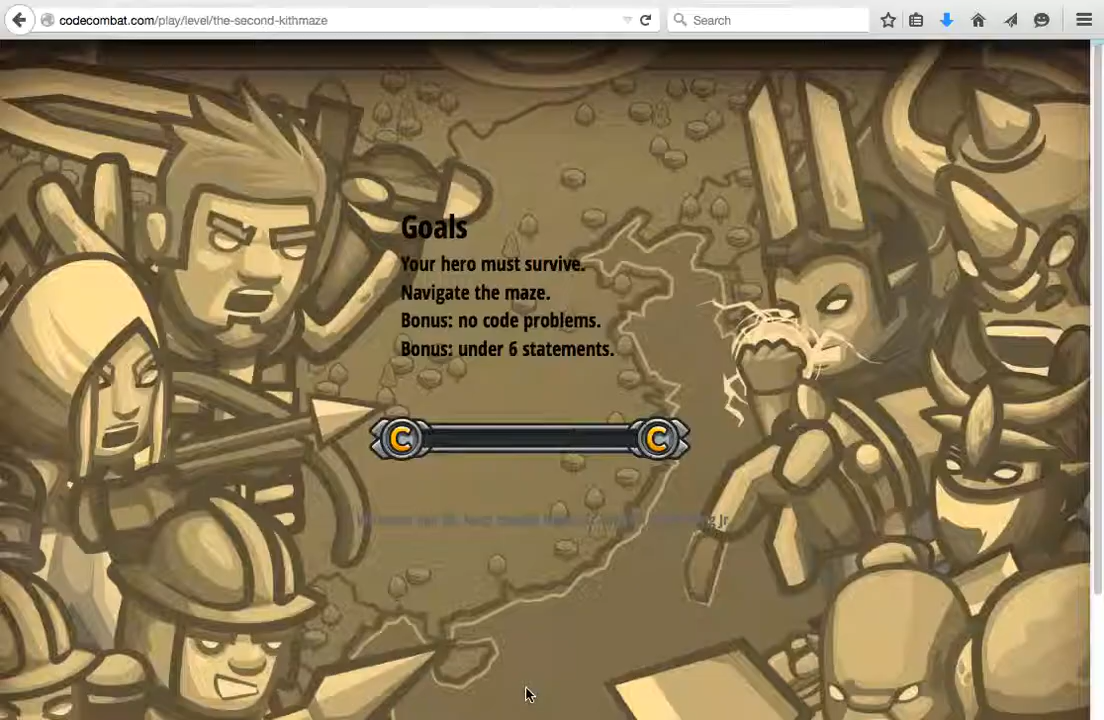 codecombat.com/play/level/the-second-kithmaze
Search
Goals
Your hero must survive.
Navigate the maze.
Bonus: no code problems.
Bonus: under 6 statements.
C C